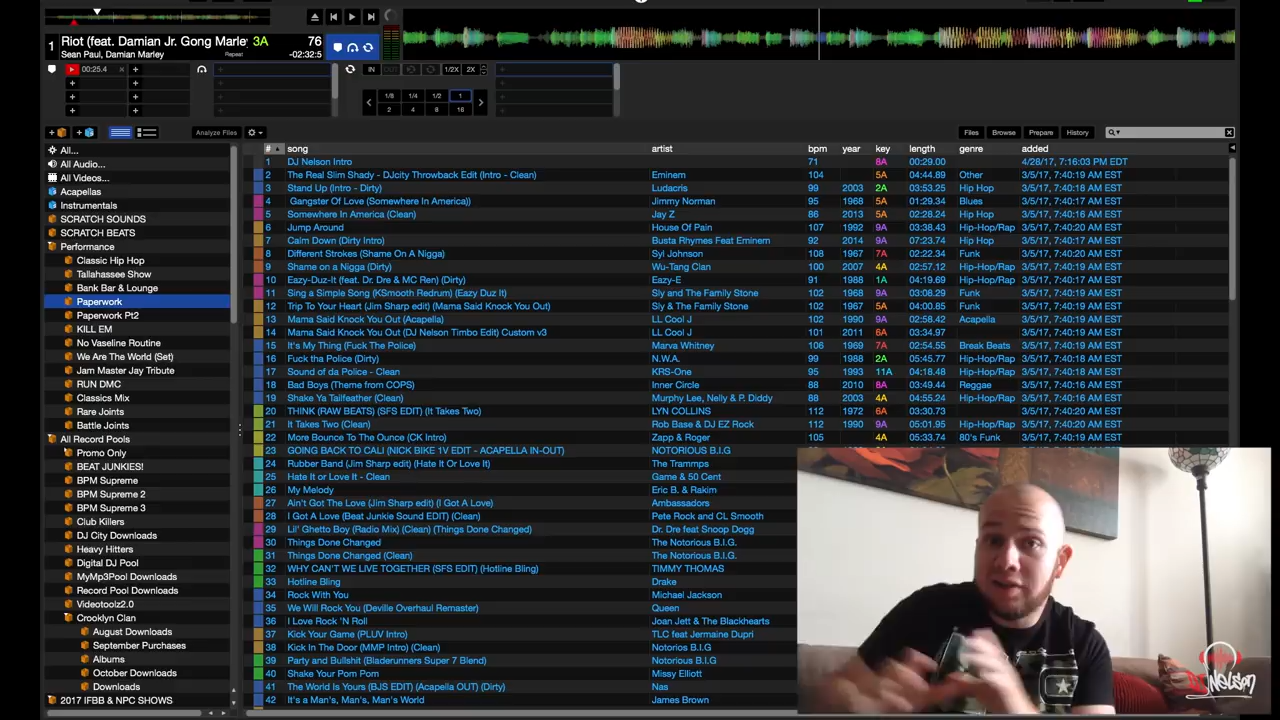 1 Riot (feat. Damian Jr. Gong Marle 3A 76
Sean Paul, Damian Marley Repeat -02:32.5
00:25.4
IN OUT 1/2X 2X
1/8 1/4 1/2 1
2 4 8 16
Analyze Files
Files Browse Prepare History
# song artist bpm year key length genre added
All...
All Audio...
All Videos...
Acapellas
Instrumentals
SCRATCH SOUNDS
SCRATCH BEATS
Performance
Classic Hip Hop
Tallahassee Show
Bank Bar & Lounge
Paperwork
Paperwork Pt2
KILL EM
No Vaseline Routine
We Are The World (Set)
Jam Master Jay Tribute
RUN DMC
Classics Mix
Rare Joints
Battle Joints
All Record Pools
Promo Only
BEAT JUNKIES!
BPM Supreme
BPM Supreme 2
BPM Supreme 3
Club Killers
DJ City Downloads
Heavy Hitters
Digital DJ Pool
MyMp3Pool Downloads
Record Pool Downloads
Videotoolz2.0
Crooklyn Clan
August Downloads
September Purchases
Albums
October Downloads
Downloads
2017 IFBB & NPC SHOWS
1 DJ Nelson Intro 71 8A 00:29.00 4/28/17, 7:16:03 PM EDT
2 The Real Slim Shady - DJcity Throwback Edit (Intro - Clean) Eminem 104 5A 04:44.89 Other 3/5/17, 7:40:19 AM EST
3 Stand Up (Intro - Dirty) Ludacris 99 2003 2A 03:53.25 Hip Hop 3/5/17, 7:40:18 AM EST
4 Gangster Of Love (Somewhere In America)) Jimmy Norman 95 1968 5A 01:29.34 Blues 3/5/17, 7:40:16 AM EST
5 Somewhere In America (Clean) Jay Z 86 2013 5A 02:28.24 Hip Hop 3/5/17, 7:40:16 AM EST
6 Jump Around House Of Pain 107 1992 9A 03:38.43 Hip-Hop/Rap 3/5/17, 7:40:19 AM EST
7 Calm Down (Dirty Intro) Busta Rhymes Feat Eminem 92 2014 9A 07:23.74 Hip Hop 3/5/17, 7:40:17 AM EST
8 Different Strokes (Shame On A Nigga) Syl Johnson 108 1967 7A 02:22.34 Funk 3/5/17, 7:40:16 AM EST
9 Shame on a Nigga (Dirty) Wu-Tang Clan 100 2007 4A 02:57.12 Hip-Hop/Rap 3/5/17, 7:40:16 AM EST
10 Eazy-Duz-It (feat. Dr. Dre & MC Ren) (Dirty) Eazy-E 91 1988 1A 04:19.69 Hip-Hop/Rap 3/5/17, 7:40:17 AM EST
11 Sing a Simple Song (KSmooth Redrum) (Eazy Duz It) Sly and The Family Stone 102 1968 9A 03:08.29 Funk 3/5/17, 7:40:18 AM EST
12 Trip To Your Heart (Jim Sharp edit) (Mama Said Knock You Out) Sly & The Family Stone 102 1967 5A 04:00.65 Funk 3/5/17, 7:40:18 AM EST
13 Mama Said Knock You Out (Acapella) LL Cool J 102 1990 9A 02:58.42 Acapella 3/5/17, 7:40:18 AM EST
14 Mama Said Knock You Out (DJ Nelson Timbo Edit) Custom v3 LL Cool J 101 2011 6A 03:34.97 3/5/17, 7:40:18 AM EST
15 It's My Thing (Fuck The Police) Marva Whitney 106 1969 7A 02:54.55 Break Beats 3/5/17, 7:40:18 AM EST
16 Fuck tha Police (Dirty) N.W.A. 99 1988 2A 05:45.77 Hip-Hop/Rap 3/5/17, 7:40:18 AM EST
17 Sound of da Police - Clean KRS-One 95 1993 11A 04:18.48 Hip-Hop/Rap 3/5/17, 7:40:18 AM EST
18 Bad Boys (Theme from COPS) Inner Circle 88 2010 8A 03:49.44 Reggae 3/5/17, 7:40:16 AM EST
19 Shake Ya Tailfeather (Clean) Murphy Lee, Nelly & P. Diddy 88 2003 4A 04:55.24 Hip-Hop/Rap 3/5/17, 7:40:16 AM EST
20 THINK (RAW BEATS) (SFS EDIT) (It Takes Two) LYN COLLINS 112 1972 6A 03:30.73 3/5/17, 7:40:20 AM EST
21 It Takes Two (Clean) Rob Base & DJ EZ Rock 112 1990 9A 05:01.95 Hip-Hop/Rap 3/5/17, 7:40:20 AM EST
22 More Bounce To The Ounce (CK Intro) Zapp & Roger 105 4A 05:33.74 80's Funk 3/5/17, 7:40:19 AM EST
23 GOING BACK TO CALI (NICK BIKE 1V EDIT - ACAPELLA IN-OUT) NOTORIOUS B.I.G
24 Rubber Band (Jim Sharp edit) (Hate It Or Love It) The Trammps
25 Hate It or Love It - Clean Game & 50 Cent
26 My Melody Eric B. & Rakim
27 Ain't Got The Love (Jim Sharp edit) (I Got A Love) Ambassadors
28 I Got A Love (Beat Junkie Sound EDIT) (Clean) Pete Rock and CL Smooth
29 Lil' Ghetto Boy (Radio Mix) (Clean) (Things Done Changed) Dr. Dre feat Snoop Dogg
30 Things Done Changed The Notorious B.I.G.
31 Things Done Changed (Clean) The Notorious B.I.G.
32 WHY CAN'T WE LIVE TOGETHER (SFS EDIT) (Hotline Bling) TIMMY THOMAS
33 Hotline Bling Drake
34 Rock With You Michael Jackson
35 We Will Rock You (Deville Overhaul Remaster) Queen
36 I Love Rock 'N Roll Joan Jett & The Blackhearts
37 Kick Your Game (PLUV Intro) TLC feat Jermaine Dupri
38 Kick In The Door (MMP Intro) (Clean) Notorios B.I.G
39 Party and Bullshit (Bladerunners Super 7 Blend) Notorious B.I.G
40 Shake Your Pom Pom Missy Elliott
41 The World Is Yours (BJS EDIT) (Acapella OUT) (Dirty) Nas
42 It's a Man's, Man's, Man's World James Brown
DJ NELSON